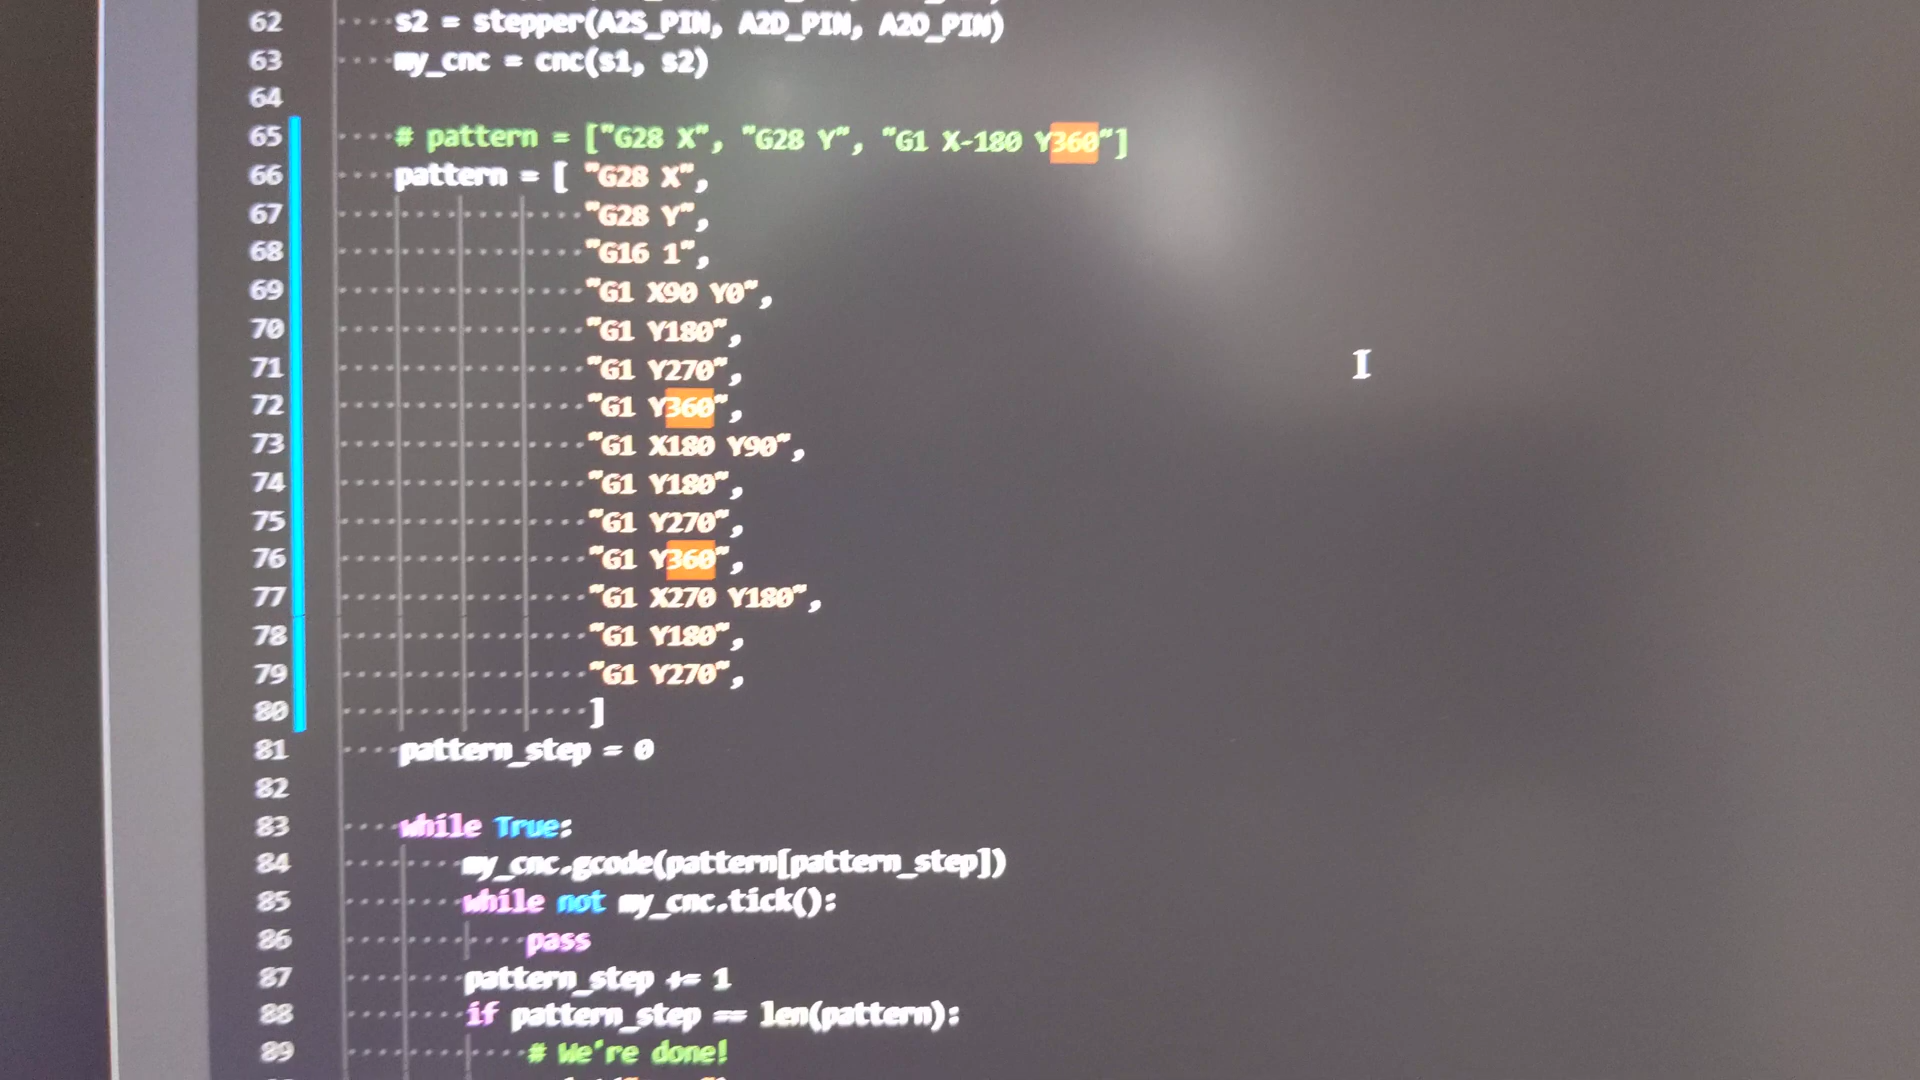 62 s2 = stepper(A2S_PIN, A2D_PIN, A2O_PIN)
63 my_cnc = cnc(s1, s2)
64
65 # pattern = ["G28 X", "G28 Y", "G1 X-180 Y360"]
66 pattern = [ "G28 X",
67 "G28 Y",
68 "G16 1",
69 "G1 X90 Y0",
70 "G1 Y180",
71 "G1 Y270",
72 "G1 Y360",
73 "G1 X180 Y90",
74 "G1 Y180",
75 "G1 Y270",
76 "G1 Y360",
77 "G1 X270 Y180",
78 "G1 Y180",
79 "G1 Y270",
80 ]
81 pattern_step = 0
82
83 while True:
84 my_cnc.gcode(pattern[pattern_step])
85 while not my_cnc.tick():
86 pass
87 pattern_step += 1
88 if pattern_step == len(pattern):
89 # We're done!